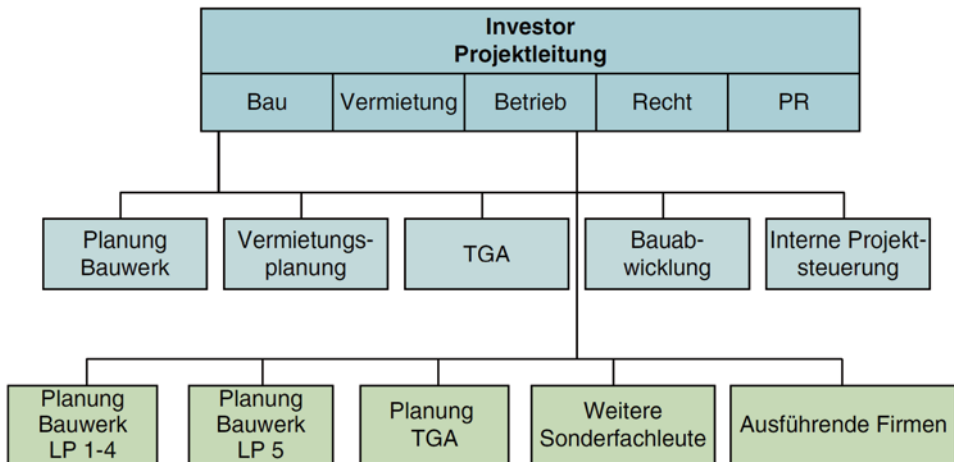 Investor
Projektleitung
Bau
Vermietung
Betrieb
Recht
PR
Planung
Bauwerk
Vermietungs-
planung
TGA
Bauab-
wicklung
Interne Projekt-
steuerung
Planung
Bauwerk
LP 1-4
Planung
Bauwerk
LP 5
Planung
TGA
Weitere
Sonderfachleute
Ausführende Firmen